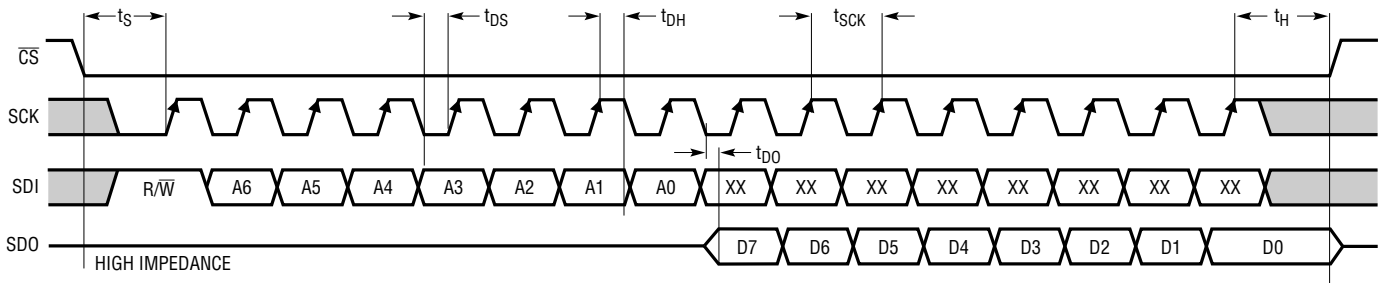 tS tDS tDH tSCK tH
CS
SCK
tDO
SDI R/W A6 A5 A4 A3 A2 A1 A0 XX XX XX XX XX XX XX XX
SDO D7 D6 D5 D4 D3 D2 D1 D0
HIGH IMPEDANCE